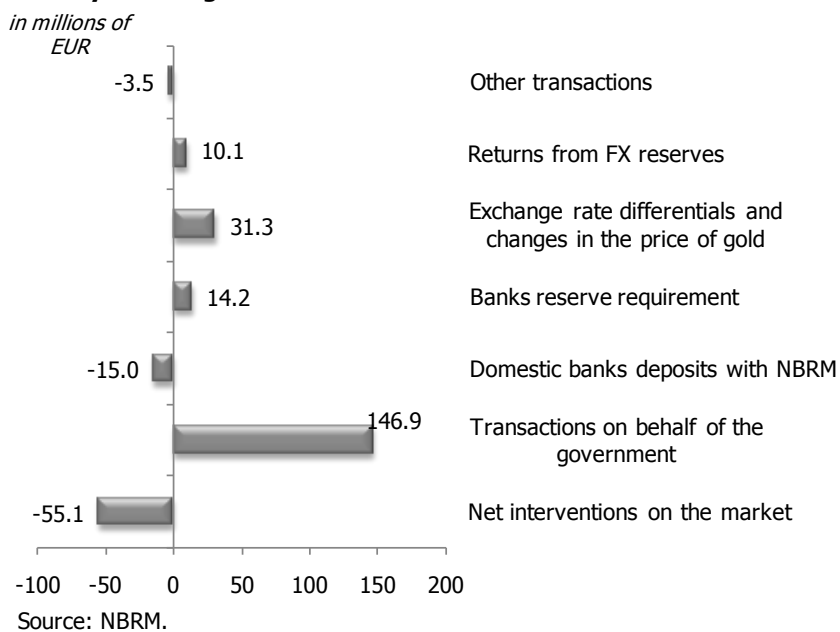 in millions of
EUR
-3.5
Other transactions
10.1
Returns from FX reserves
31.3
Exchange rate differentials and
changes in the price of gold
14.2
Banks reserve requirement
-15.0
Domestic banks deposits with NBRM
146.9
Transactions on behalf of the
government
-55.1
Net interventions on the market
-100 -50 0 50 100 150 200
Source: NBRM.